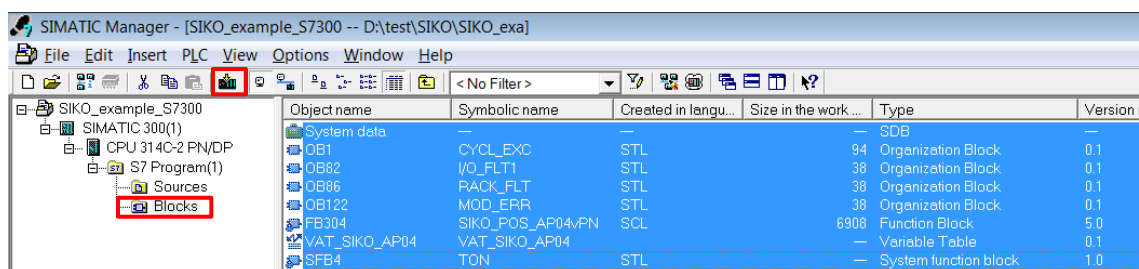 SIMATIC Manager - [SIKO_example_S7300 -- D:\test\SIKO\SIKO_exa]
File Edit Insert PLC View Options Window Help
< No Filter >
SIKO_example_S7300
SIMATIC 300(1)
CPU 314C-2 PN/DP
S7 Program(1)
Sources
Blocks
Object name Symbolic name Created in langu... Size in the work ... Type Version
System data — — — SDB —
OB1 CYCL_EXC STL 94 Organization Block 0.1
OB82 I/O_FLT1 STL 38 Organization Block 0.1
OB86 RACK_FLT STL 38 Organization Block 0.1
OB122 MOD_ERR STL 38 Organization Block 0.1
FB304 SIKO_POS_AP04vPN SCL 6908 Function Block 5.0
VAT_SIKO_AP04 VAT_SIKO_AP04 — Variable Table 0.1
SFB4 TON STL — System function block 1.0